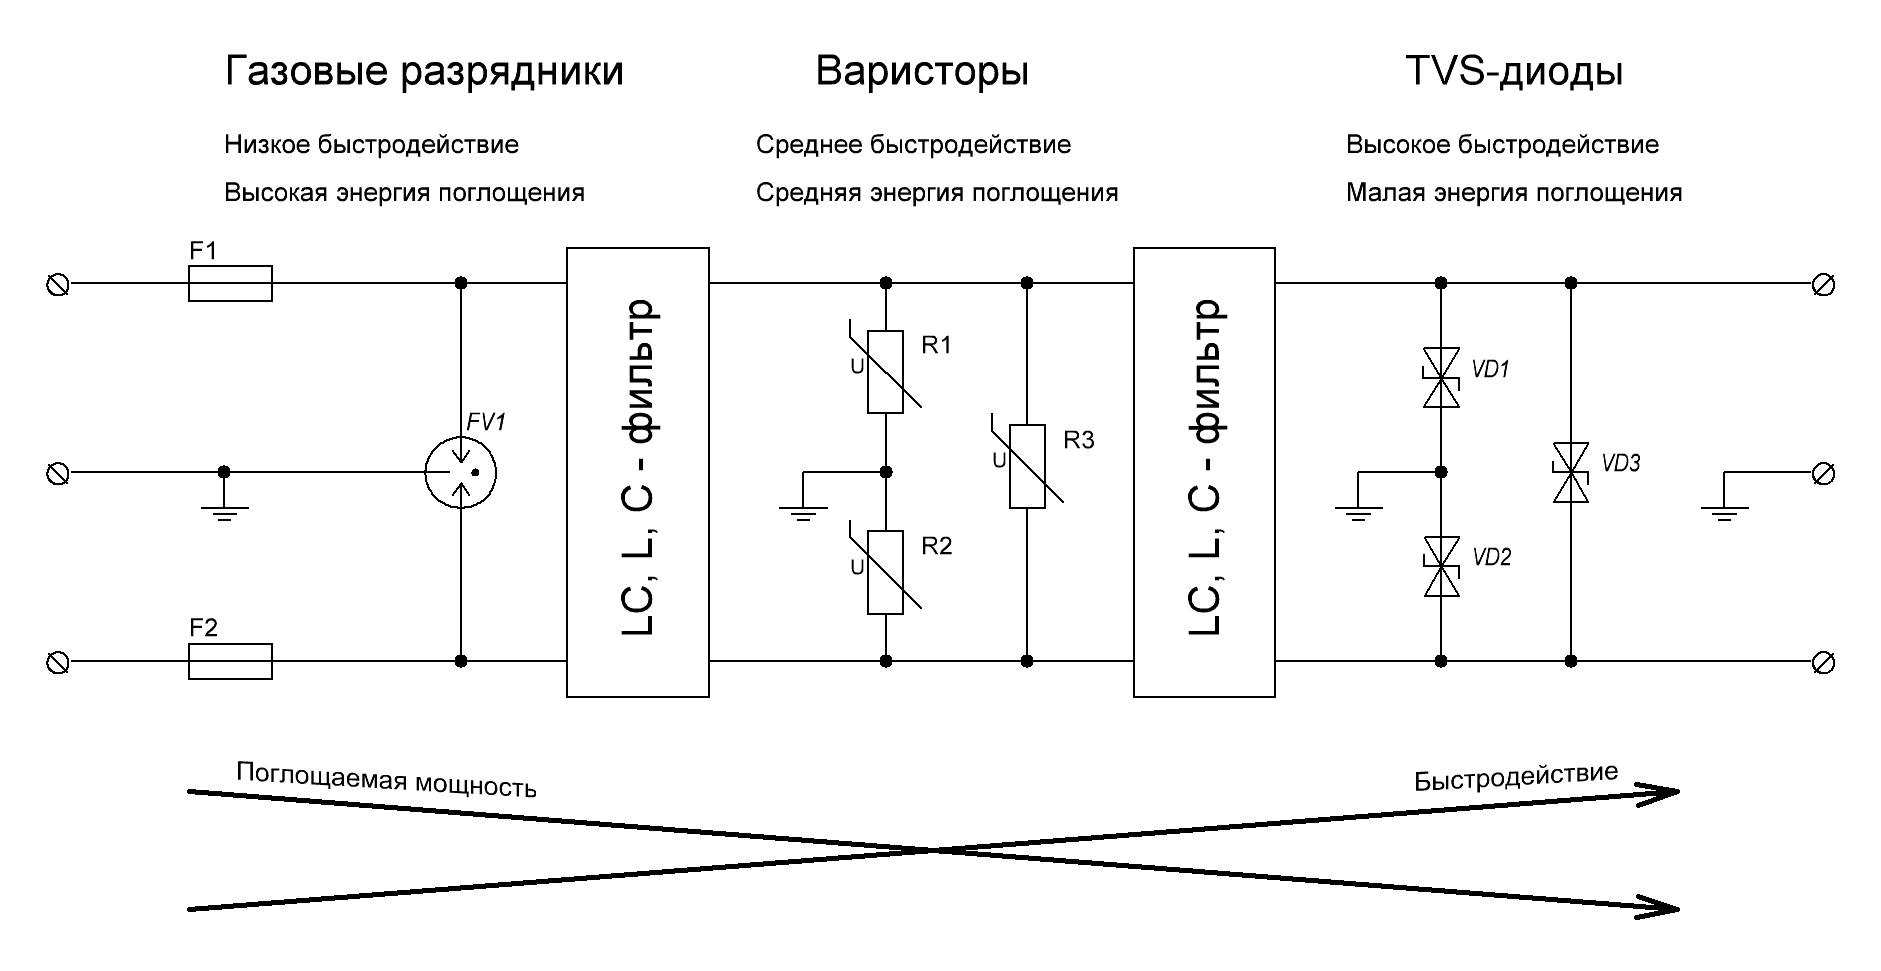 Газовые разрядники
Низкое быстродействие
Высокая энергия поглощения
Варисторы
Среднее быстродействие
Средняя энергия поглощения
TVS-диоды
Высокое быстродействие
Малая энергия поглощения
F1
FV1
F2
LC, L, C - фильтр
U
R1
U
R2
U
R3
LC, L, C - фильтр
VD1
VD2
VD3
Поглощаемая мощность
Быстродействие